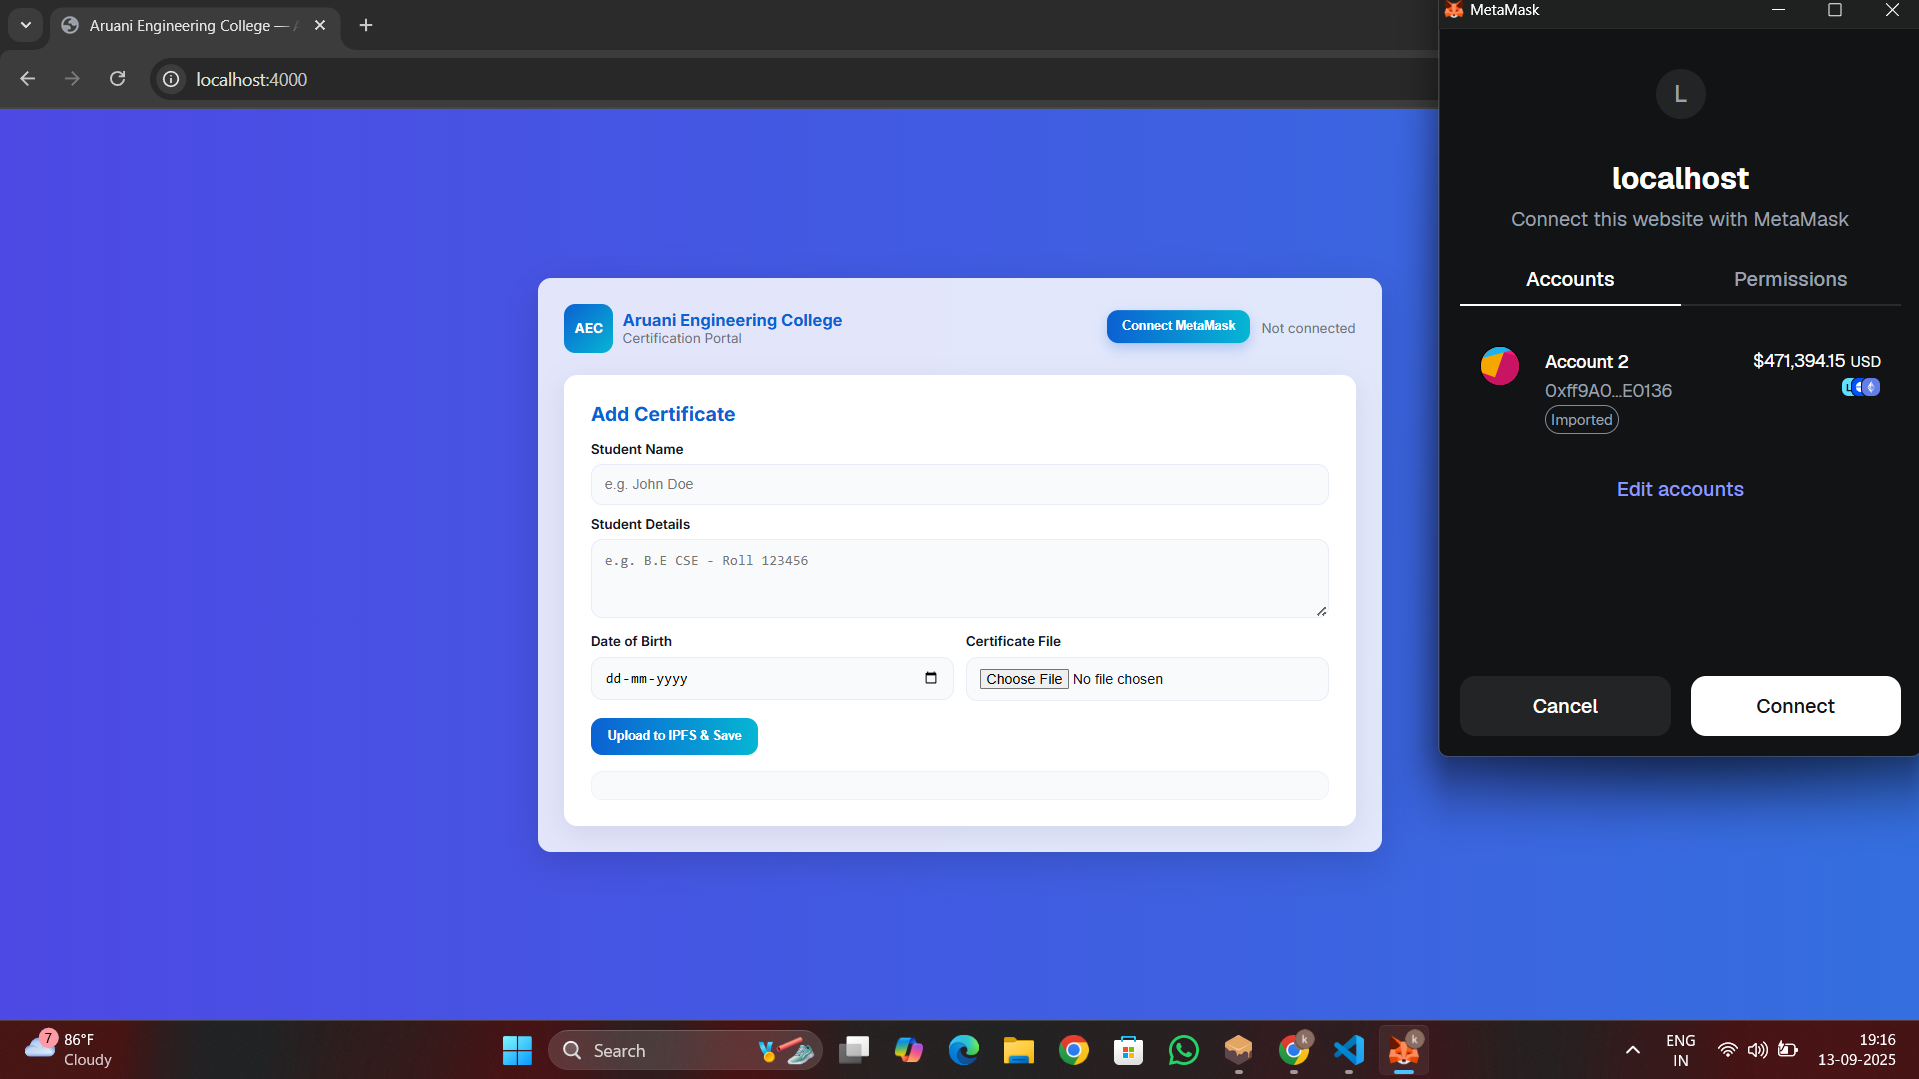 Aruani Engineering College —
localhost:4000
AEC
Aruani Engineering College
Certification Portal
Connect MetaMask
Not connected
Add Certificate
Student Name
e.g. John Doe
Student Details
e.g. B.E CSE - Roll 123456
Date of Birth
Certificate File
dd-mm-yyyy
Choose File No file chosen
Upload to IPFS & Save
MetaMask
L
localhost
Connect this website with MetaMask
Accounts
Permissions
Account 2
$471,394.15 USD
0xff9A0...E0136
Imported
Edit accounts
Cancel
Connect
7
86°F
Cloudy
Search
k
k
ENG
IN
19:16
13-09-2025